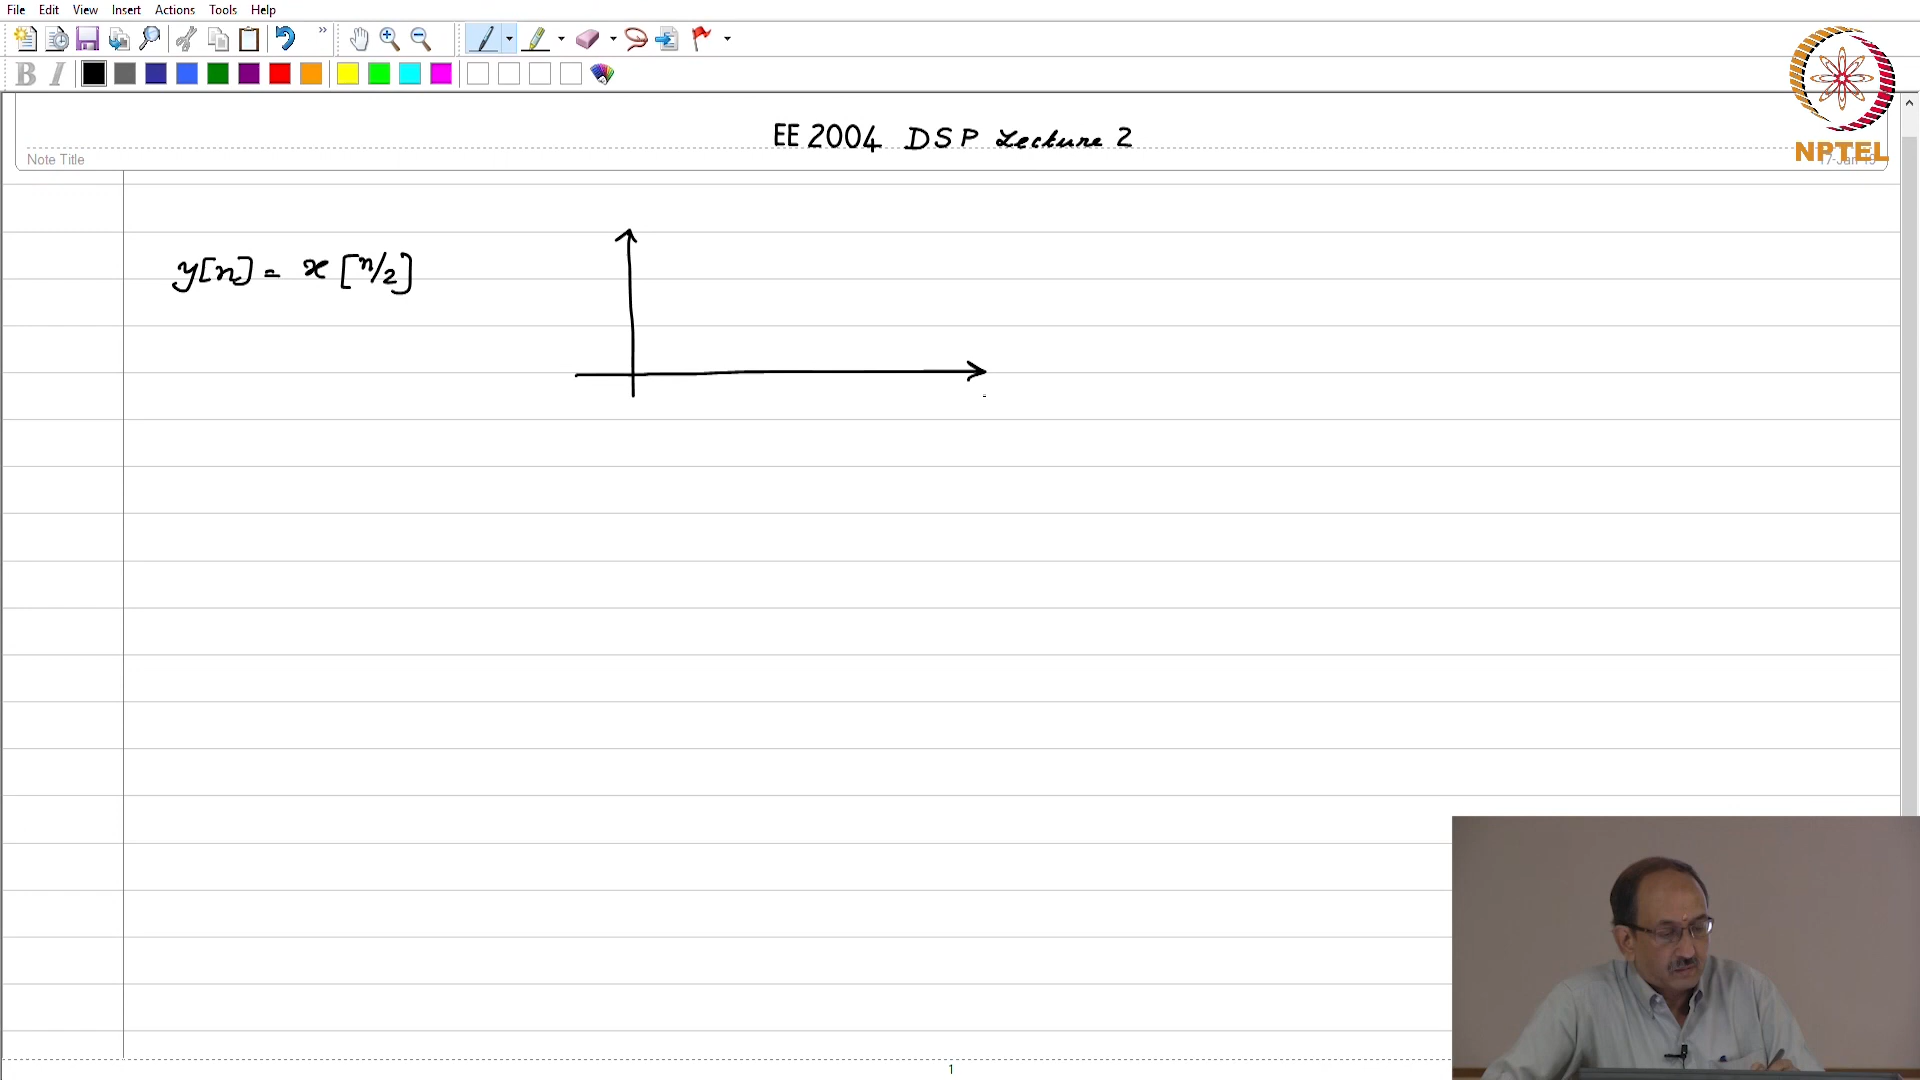 File Edit View Insert Actions Tools Help
B I
NPTEL
EE 2004 DSP Lecture 2
Note Title
y[n] = x [n/2]
1